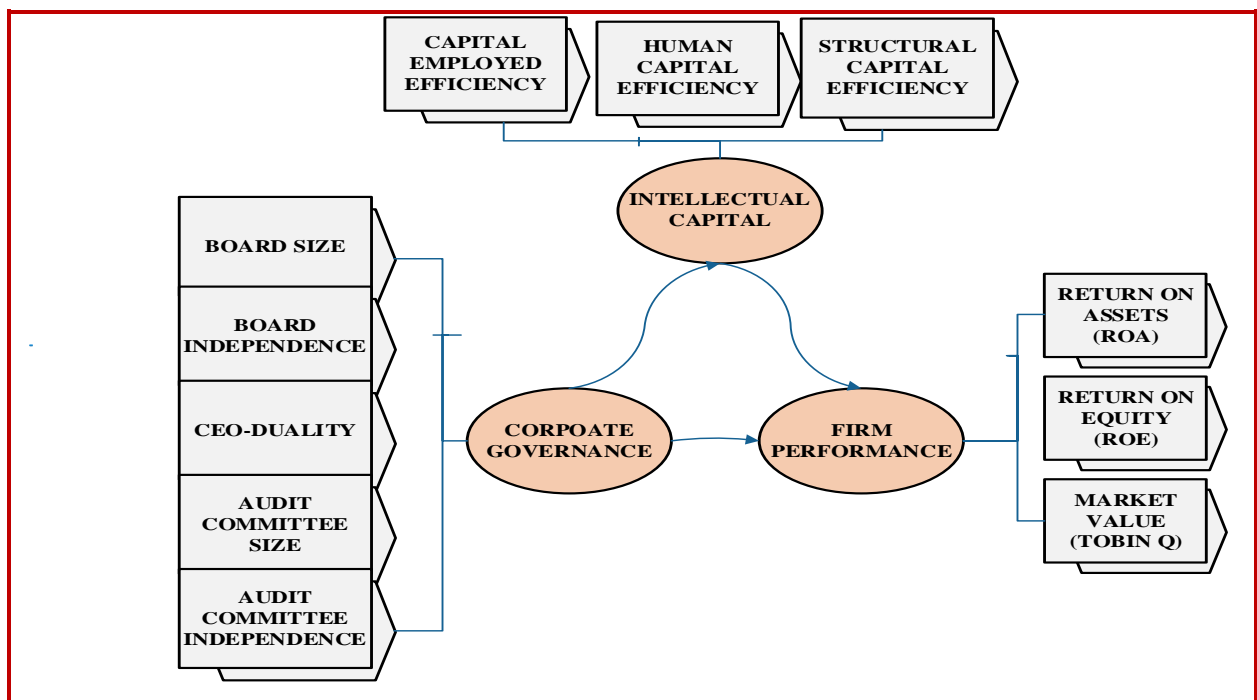 CAPITAL
EMPLOYED
EFFICIENCY
HUMAN
CAPITAL
EFFICIENCY
STRUCTURAL
CAPITAL
EFFICIENCY
INTELLECTUAL
CAPITAL
BOARD SIZE
BOARD
INDEPENDENCE
CEO-DUALITY
AUDIT
COMMITTEE
SIZE
AUDIT
COMMITTEE
INDEPENDENCE
CORPOATE
GOVERNANCE
FIRM
PERFORMANCE
RETURN ON
ASSETS
(ROA)
RETURN ON
EQUITY
(ROE)
MARKET
VALUE
(TOBIN Q)